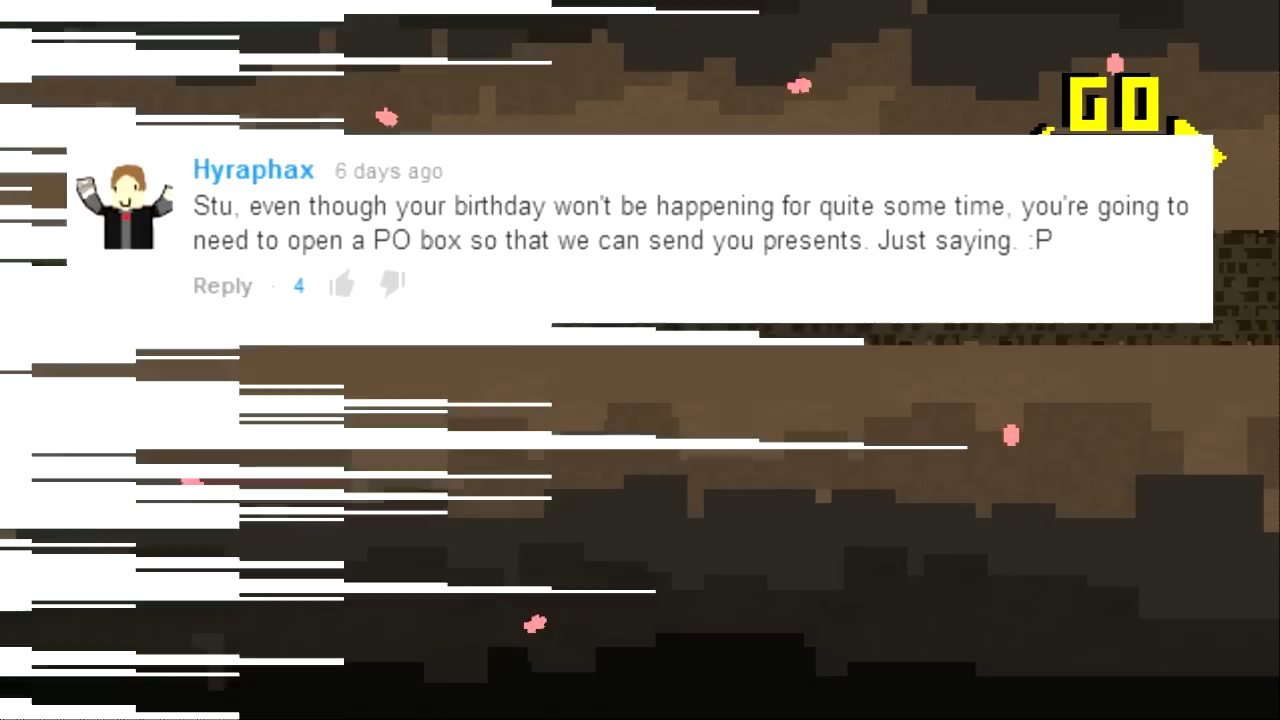 GO
Hyraphax 6 days ago
Stu, even though your birthday won't be happening for quite some time, you're going to
need to open a PO box so that we can send you presents. Just saying. :P
Reply · 4